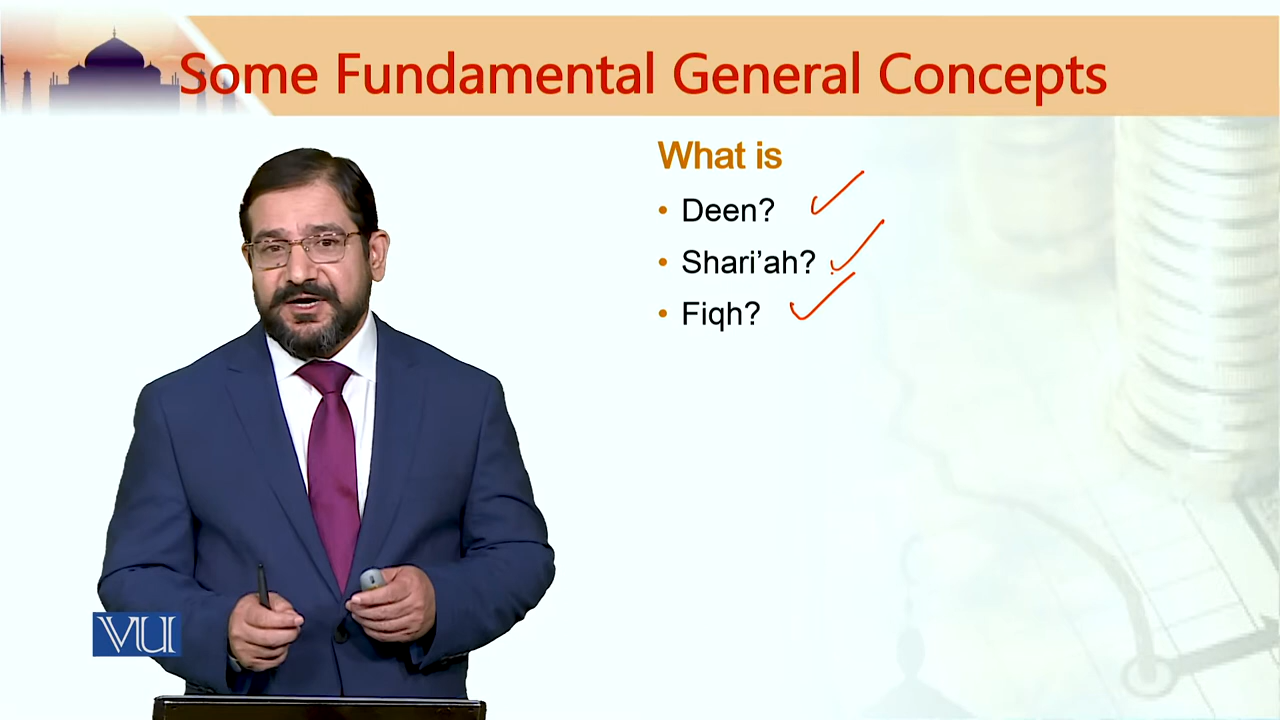 Some Fundamental General Concepts
What is
• Deen?
• Shari'ah?
• Fiqh?
VU